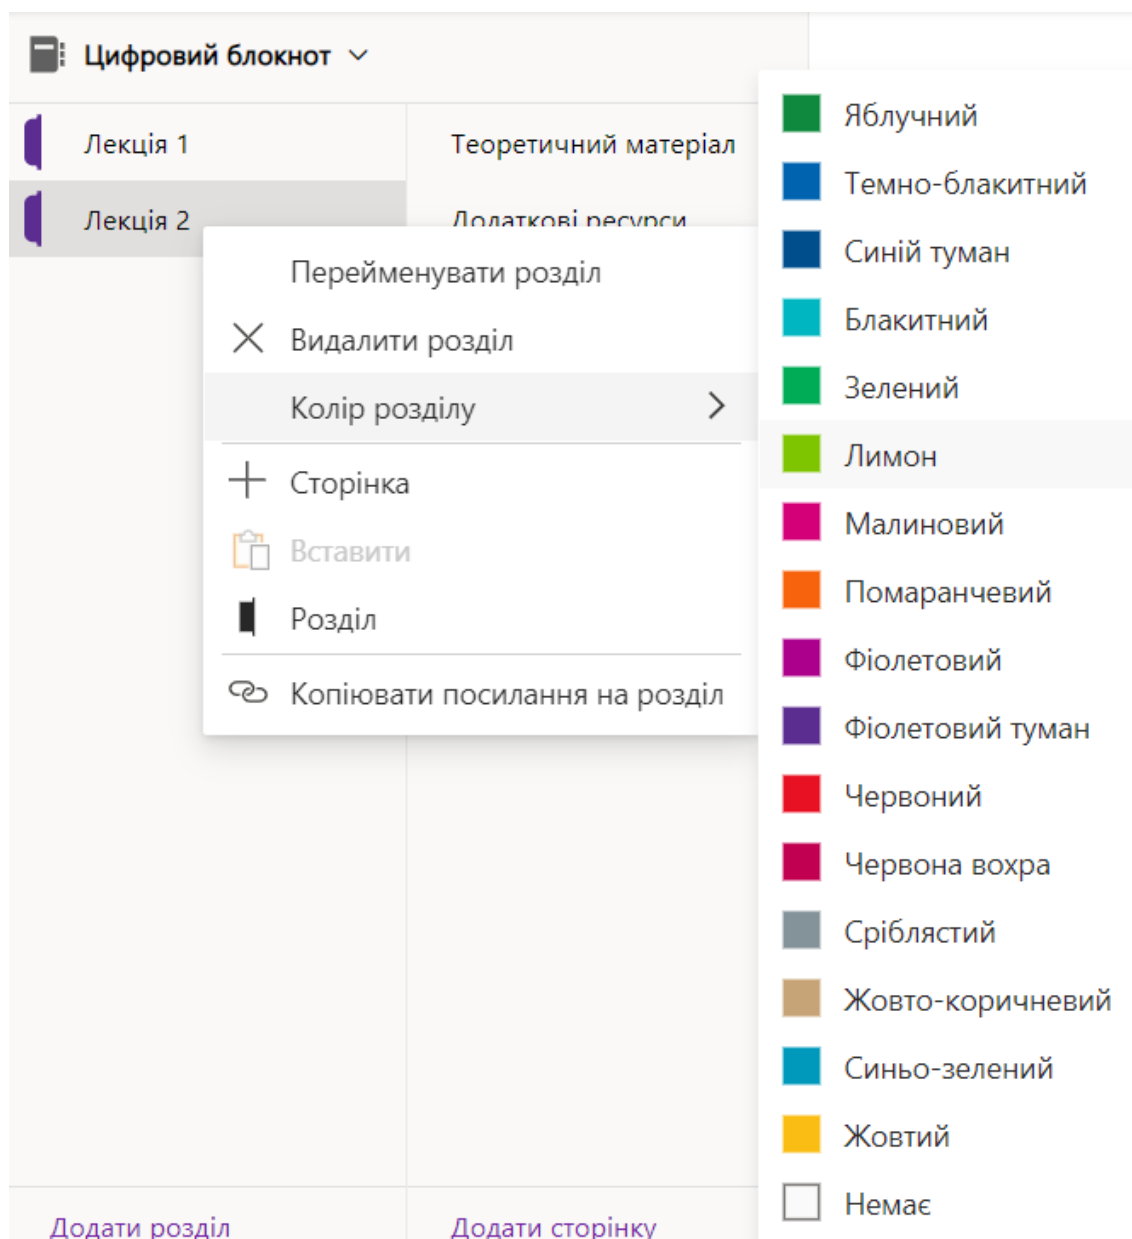 Цифровий блокнот
Лекція 1
Лекція 2
Теоретичний матеріал
Додаткові ресурси
Перейменувати розділ
Видалити розділ
Колір розділу
Сторінка
Вставити
Розділ
Копіювати посилання на розділ
Яблучний
Темно-блакитний
Синій туман
Блакитний
Зелений
Лимон
Малиновий
Помаранчевий
Фіолетовий
Фіолетовий туман
Червоний
Червона вохра
Сріблястий
Жовто-коричневий
Синьо-зелений
Жовтий
Немає
Додати розділ
Додати сторінку